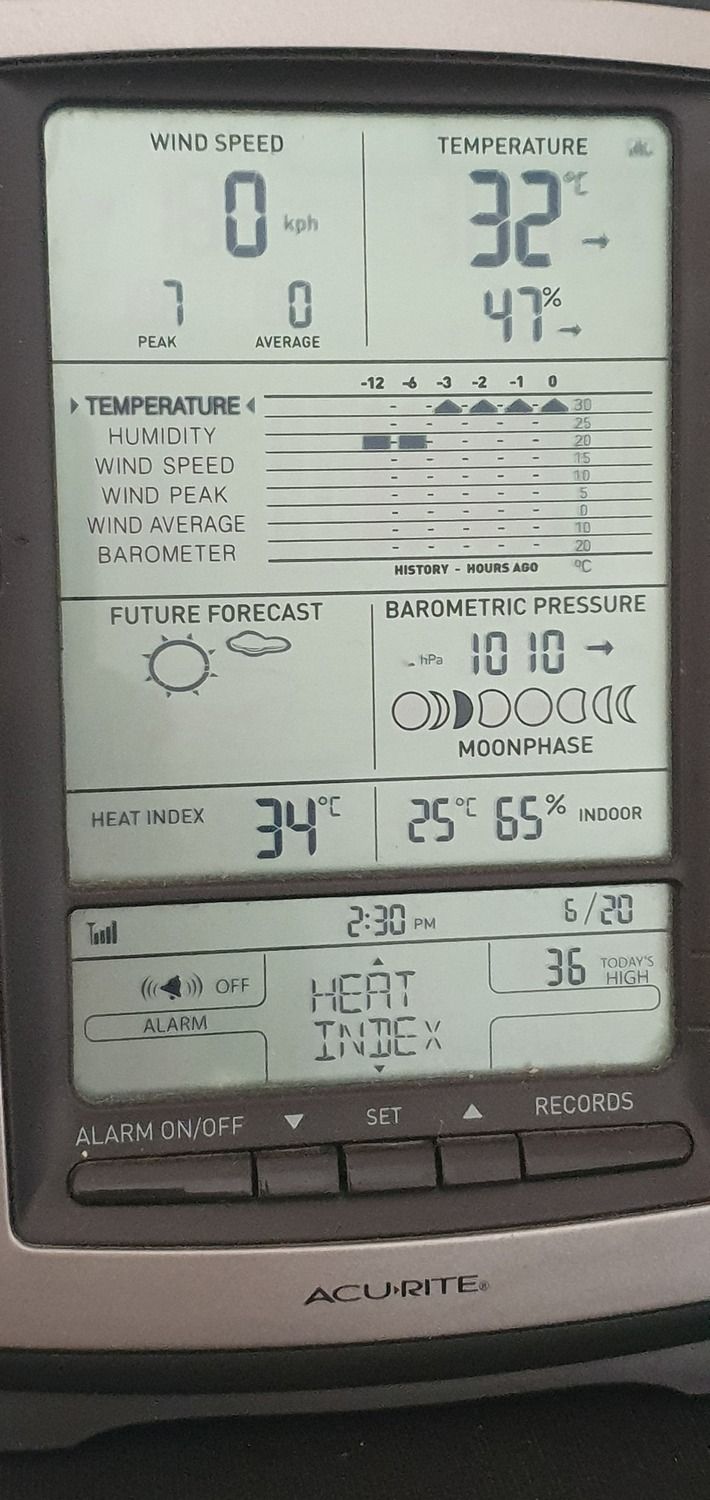 WIND SPEED TEMPERATURE
0 kph 32 °C
7 0 47%
PEAK AVERAGE
-12 -6 -3 -2 -1 0
TEMPERATURE 30
25
HUMIDITY 20
WIND SPEED 15
10
WIND PEAK 5
WIND AVERAGE 0
10
BAROMETER 20
HISTORY - HOURS AGO °C
FUTURE FORECAST BAROMETRIC PRESSURE
hPa 1010
MOONPHASE
HEAT INDEX 34°C 25°C 65% INDOOR
2:30 PM 6/20
OFF HEAT 36 TODAY'S HIGH
ALARM INDEX
ALARM ON/OFF SET RECORDS
ACU RITE®